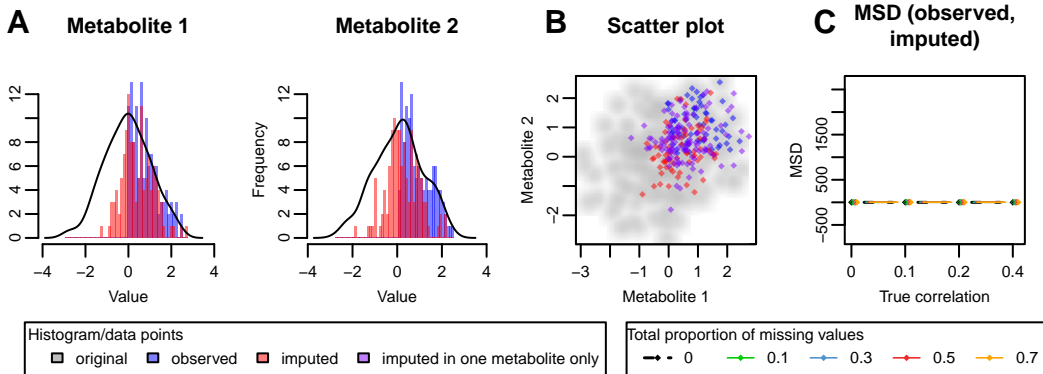 A
Metabolite 1
Metabolite 2
B
Scatter plot
C
MSD (observed,
imputed)
0 2 4 6 8 10 12
−4 −2 0 2 4
Value
Frequency
0 2 4 6 8 10 12
−4 −2 0 2 4
Value
Metabolite 2
−2 0 1 2
−3 −2 −1 0 1 2
Metabolite 1
MSD
−500 0 500 1500
0 0.1 0.2 0.4
True correlation
Histogram/data points
original observed imputed imputed in one metabolite only
Total proportion of missing values
0 0.1 0.3 0.5 0.7